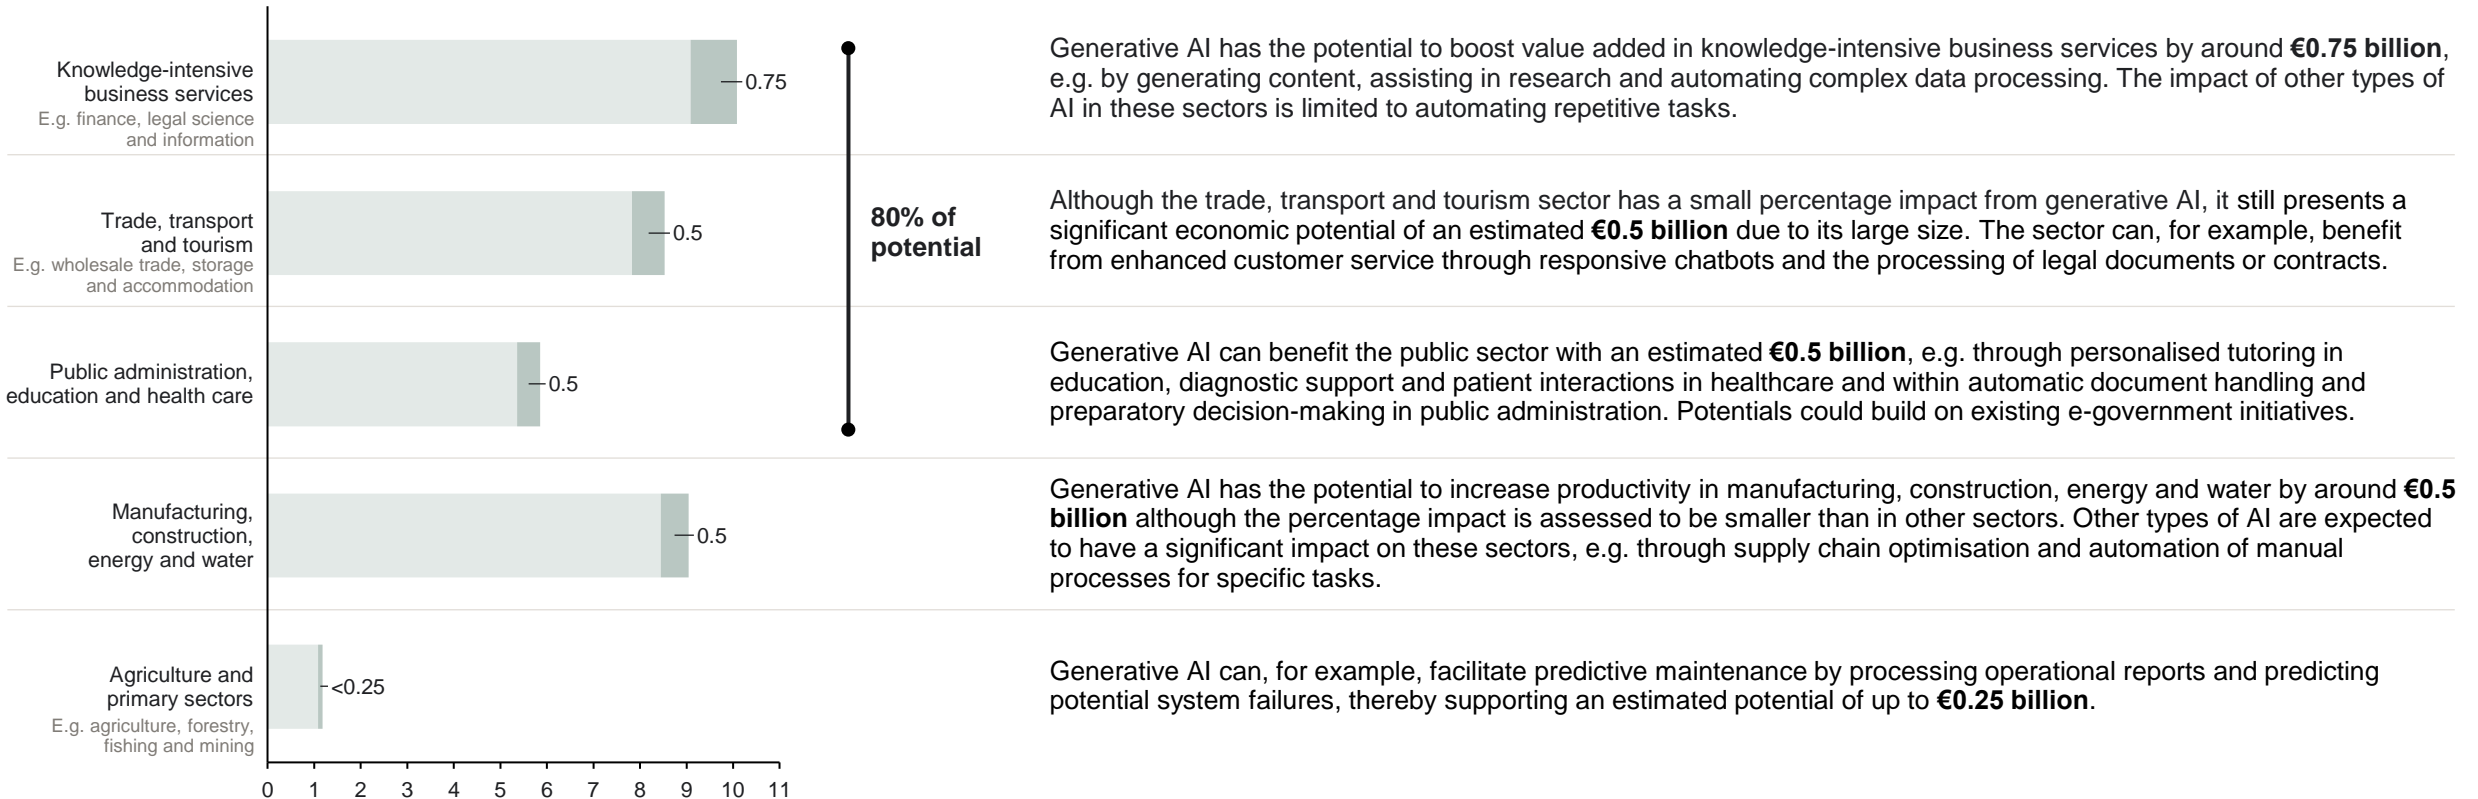 Knowledge-intensive
business services
E.g. finance, legal science
and information
0.75
Generative AI has the potential to boost value added in knowledge-intensive business services by around €0.75 billion,
e.g. by generating content, assisting in research and automating complex data processing. The impact of other types of
AI in these sectors is limited to automating repetitive tasks.
Trade, transport
and tourism
E.g. wholesale trade, storage
and accommodation
0.5
80% of
potential
Although the trade, transport and tourism sector has a small percentage impact from generative AI, it still presents a
significant economic potential of an estimated €0.5 billion due to its large size. The sector can, for example, benefit
from enhanced customer service through responsive chatbots and the processing of legal documents or contracts.
Public administration,
education and health care
0.5
Generative AI can benefit the public sector with an estimated €0.5 billion, e.g. through personalised tutoring in
education, diagnostic support and patient interactions in healthcare and within automatic document handling and
preparatory decision-making in public administration. Potentials could build on existing e-government initiatives.
Manufacturing,
construction,
energy and water
0.5
Generative AI has the potential to increase productivity in manufacturing, construction, energy and water by around €0.5
billion although the percentage impact is assessed to be smaller than in other sectors. Other types of AI are expected
to have a significant impact on these sectors, e.g. through supply chain optimisation and automation of manual
processes for specific tasks.
Agriculture and
primary sectors
E.g. agriculture, forestry,
fishing and mining
<0.25
Generative AI can, for example, facilitate predictive maintenance by processing operational reports and predicting
potential system failures, thereby supporting an estimated potential of up to €0.25 billion.
0 1 2 3 4 5 6 7 8 9 10 11